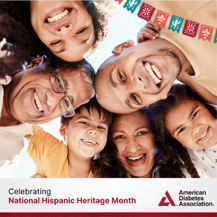 Celebrating
National Hispanic Heritage Month
American
Diabetes
Association.